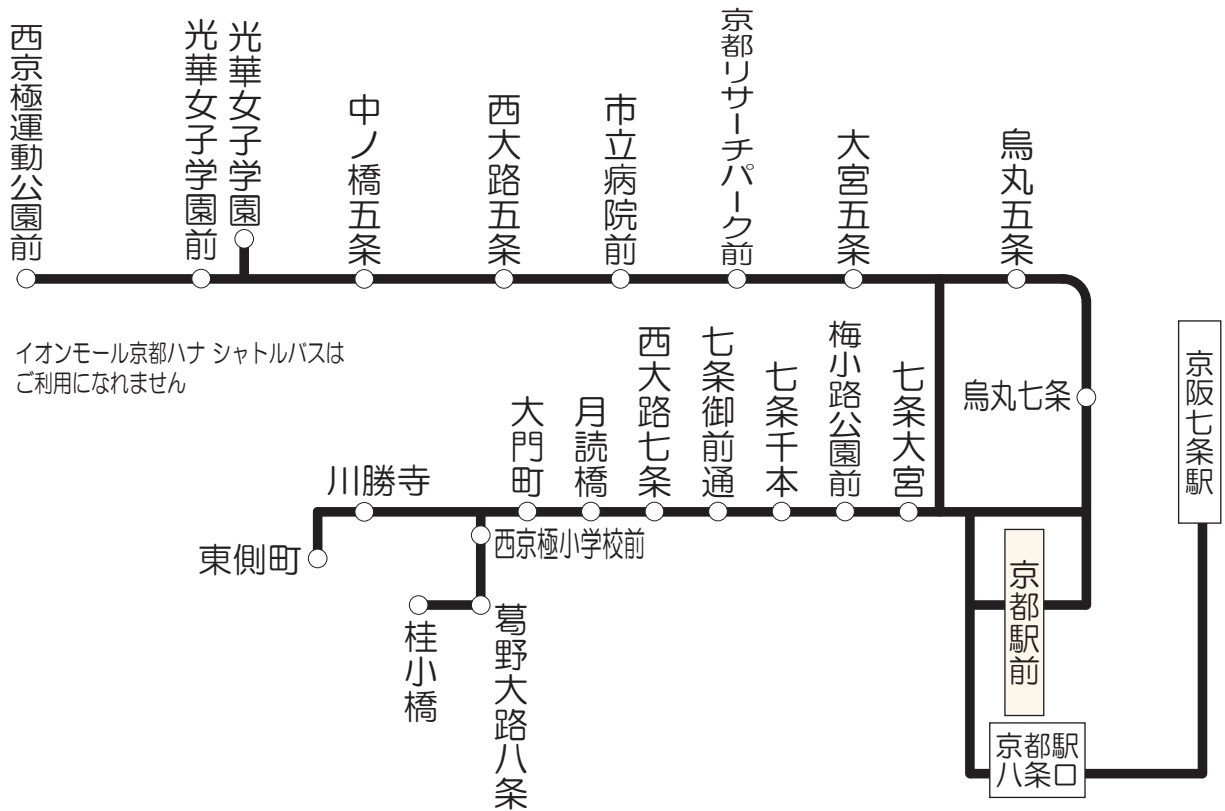 西京極運動公園前
光華女子学園前
光華女子学園
中ノ橋五条
西大路五条
市立病院前
京都リサーチパーク前
大宮五条
烏丸五条
イオンモール京都ハナ シャトルバスは
ご利用になれません
烏丸七条
京阪七条駅
川勝寺
大門町
月読橋
西大路七条
七条御前通
七条千本
梅小路公園前
七条大宮
東側町
西京極小学校前
桂小橋
葛野大路八条
京都駅前
京都駅
八条口